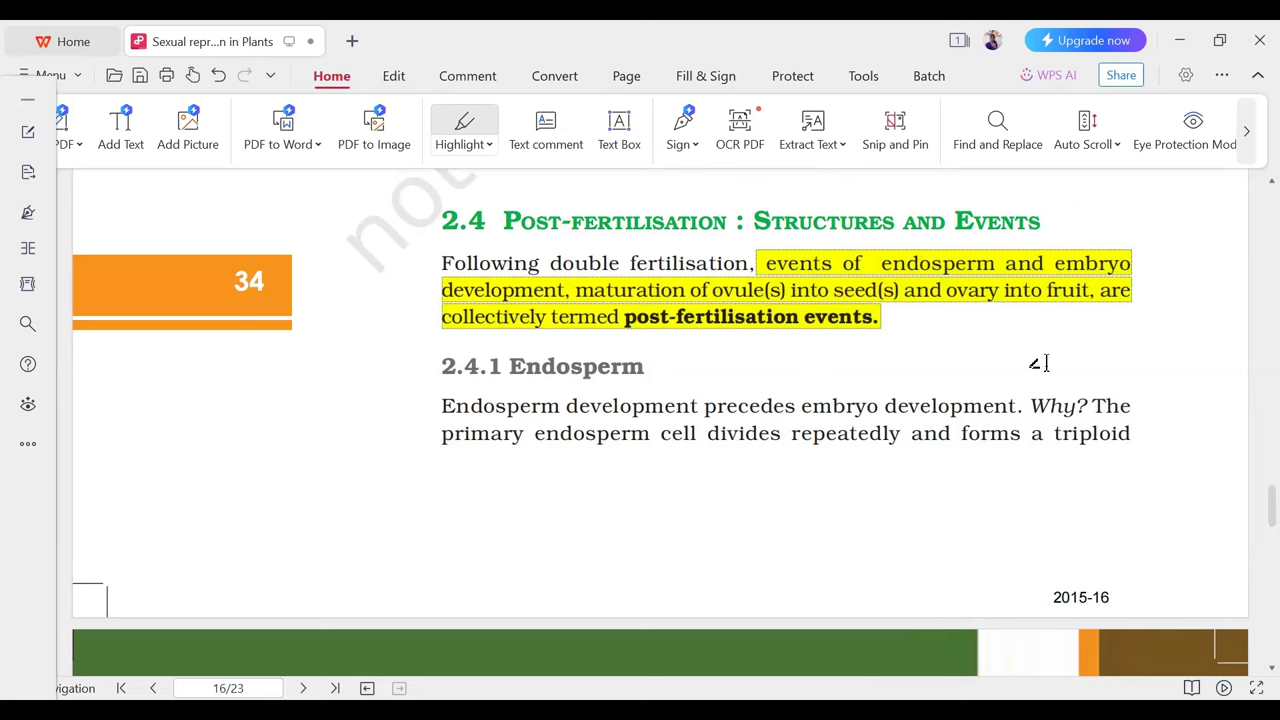 Home
Sexual repr...n in Plants
1
Upgrade now
Menu
Home Edit Comment Convert Page Fill & Sign Protect Tools Batch
WPS AI
Share
PDF Add Text Add Picture PDF to Word PDF to Image Highlight Text comment Text Box Sign OCR PDF Extract Text Snip and Pin Find and Replace Auto Scroll Eye Protection Mod
not
2.4 POST-FERTILISATION : STRUCTURES AND EVENTS
34
Following double fertilisation, events of endosperm and embryo
development, maturation of ovule(s) into seed(s) and ovary into fruit, are
collectively termed post-fertilisation events.
2.4.1 Endosperm
Endosperm development precedes embryo development. Why? The
primary endosperm cell divides repeatedly and forms a triploid
2015-16
vigation
16/23